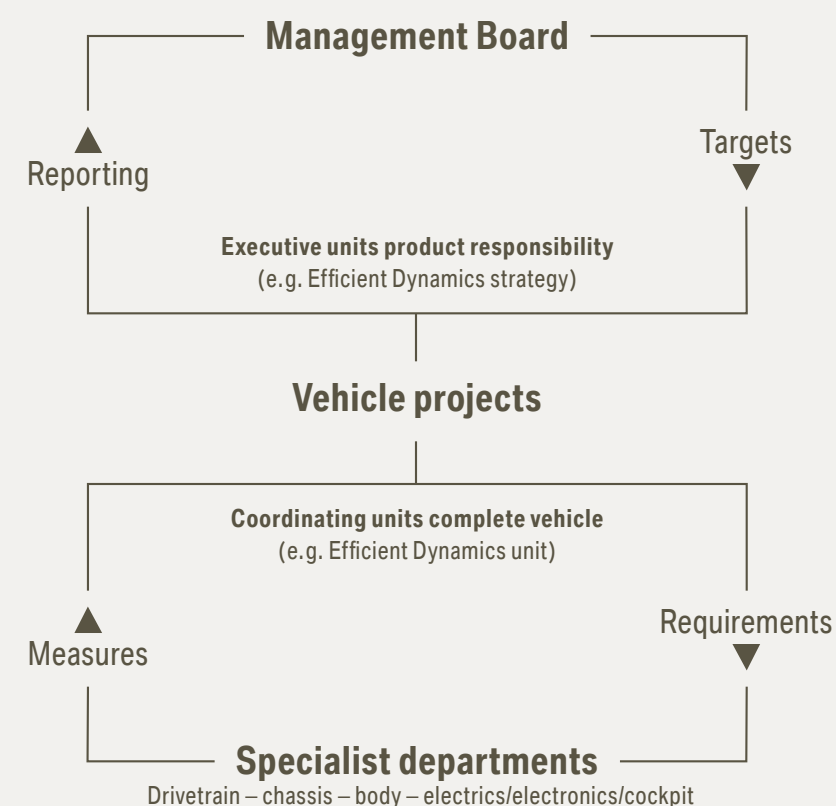 Management Board
Reporting
Targets
Executive units product responsibility
(e.g. Efficient Dynamics strategy)
Vehicle projects
Coordinating units complete vehicle
(e.g. Efficient Dynamics unit)
Measures
Requirements
Specialist departments
Drivetrain – chassis – body – electrics/electronics/cockpit